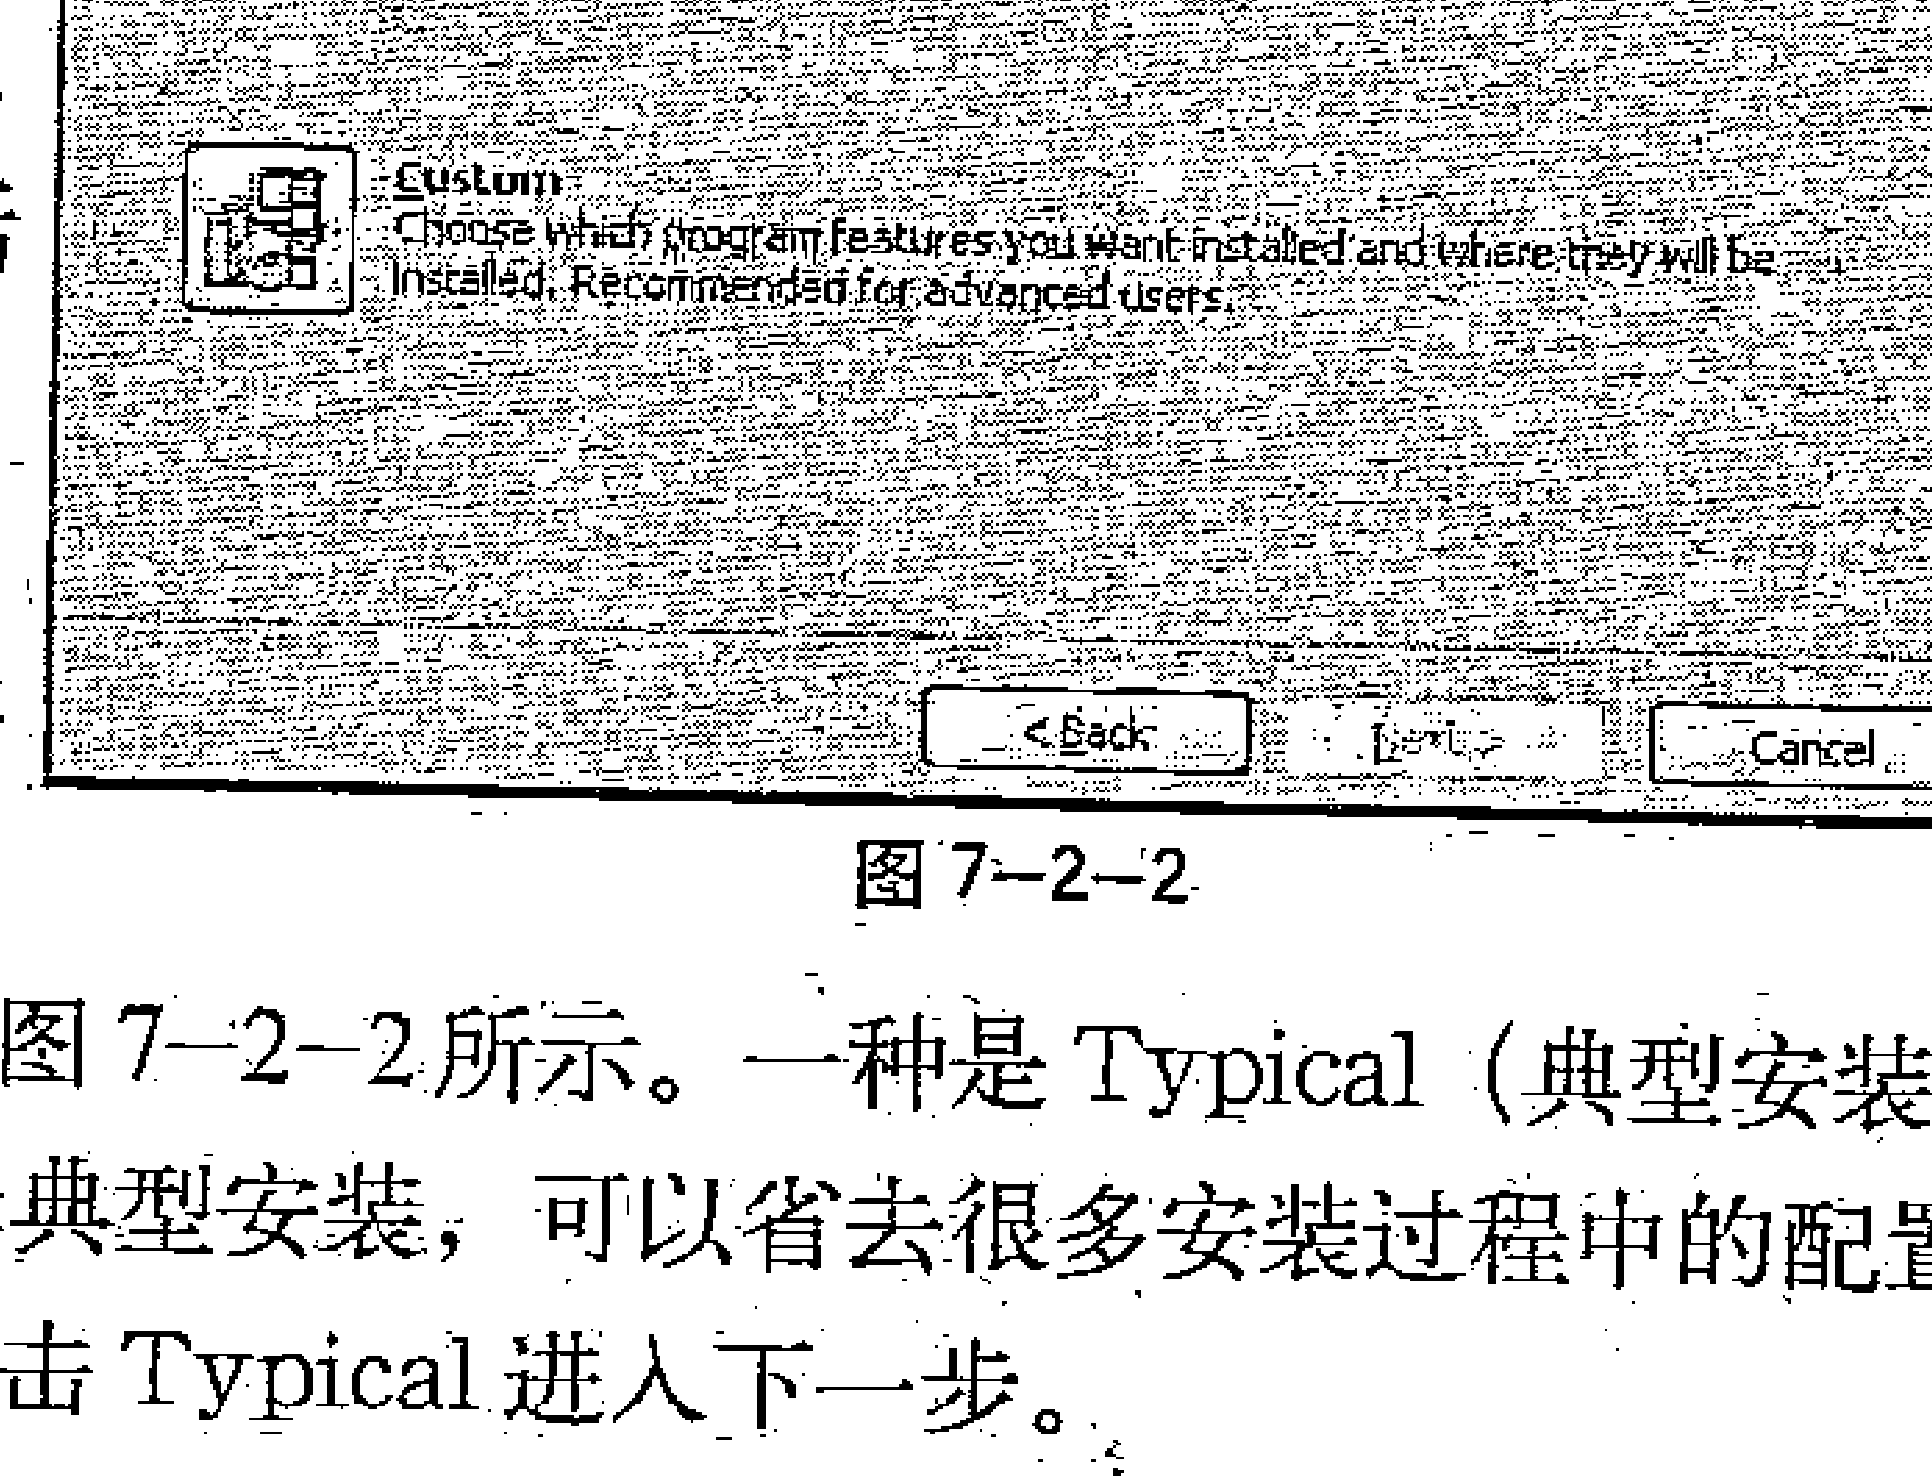 Custom
Choose which program features you want installed and where they will be
installed. Recommended for advanced users.
< Back
Cancel
图 7—2—2
图 7—2—2 所示。一种是 Typical（典型安装
典型安装，可以省去很多安装过程中的配置
击 Typical 进入下一步。